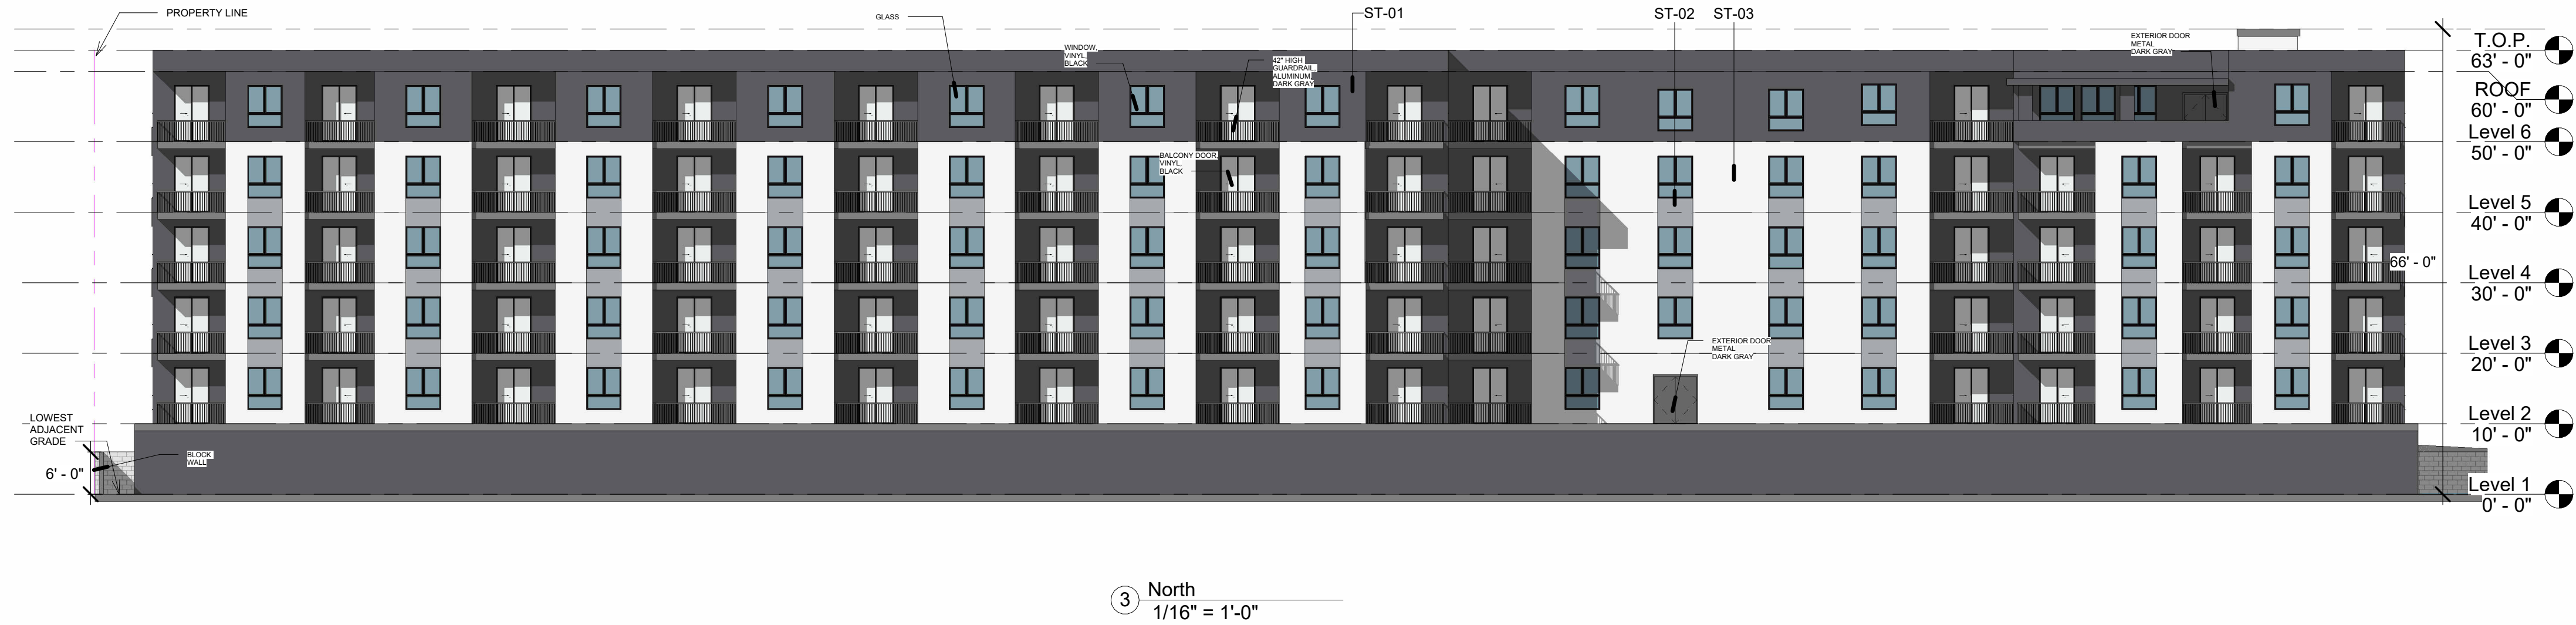 PROPERTY LINE
GLASS
WINDOW,
VINYL,
BLACK
42" HIGH
GUARDRAIL,
ALUMINUM,
DARK GRAY
ST-01
ST-02
ST-03
EXTERIOR DOOR
METAL
DARK GRAY
T.O.P.
63' - 0"
ROOF
60' - 0"
Level 6
50' - 0"
BALCONY DOOR,
VINYL,
BLACK
Level 5
40' - 0"
66' - 0"
Level 4
30' - 0"
EXTERIOR DOOR
METAL
DARK GRAY
Level 3
20' - 0"
LOWEST
ADJACENT
GRADE
Level 2
10' - 0"
BLOCK
WALL
6' - 0"
Level 1
0' - 0"
3
North
1/16" = 1'-0"